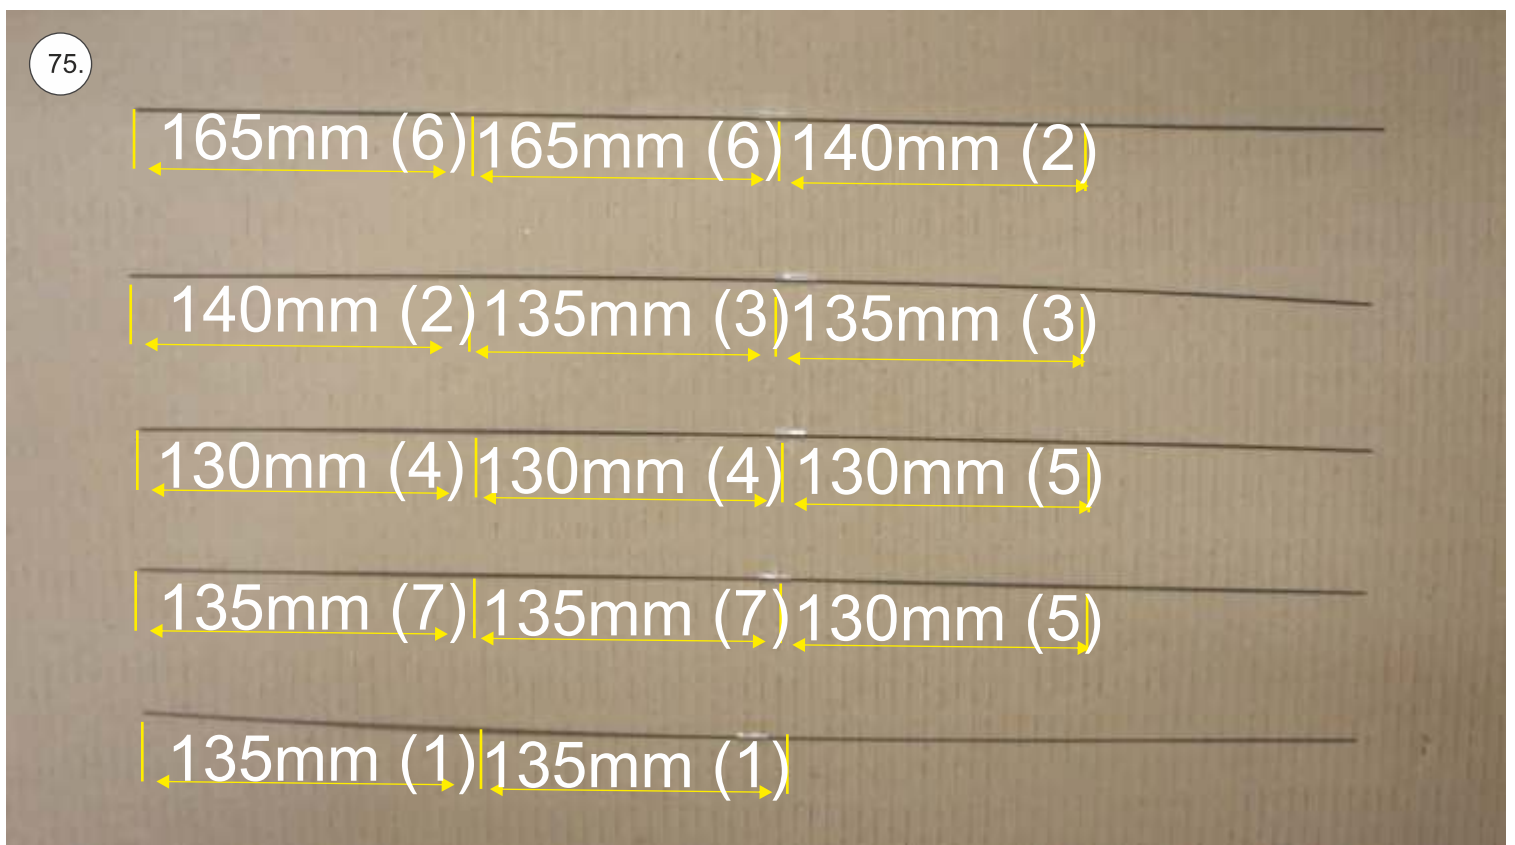 75.
165mm (6) 165mm (6) 140mm (2)
140mm (2) 135mm (3) 135mm (3)
130mm (4) 130mm (4) 130mm (5)
135mm (7) 135mm (7) 130mm (5)
135mm (1) 135mm (1)